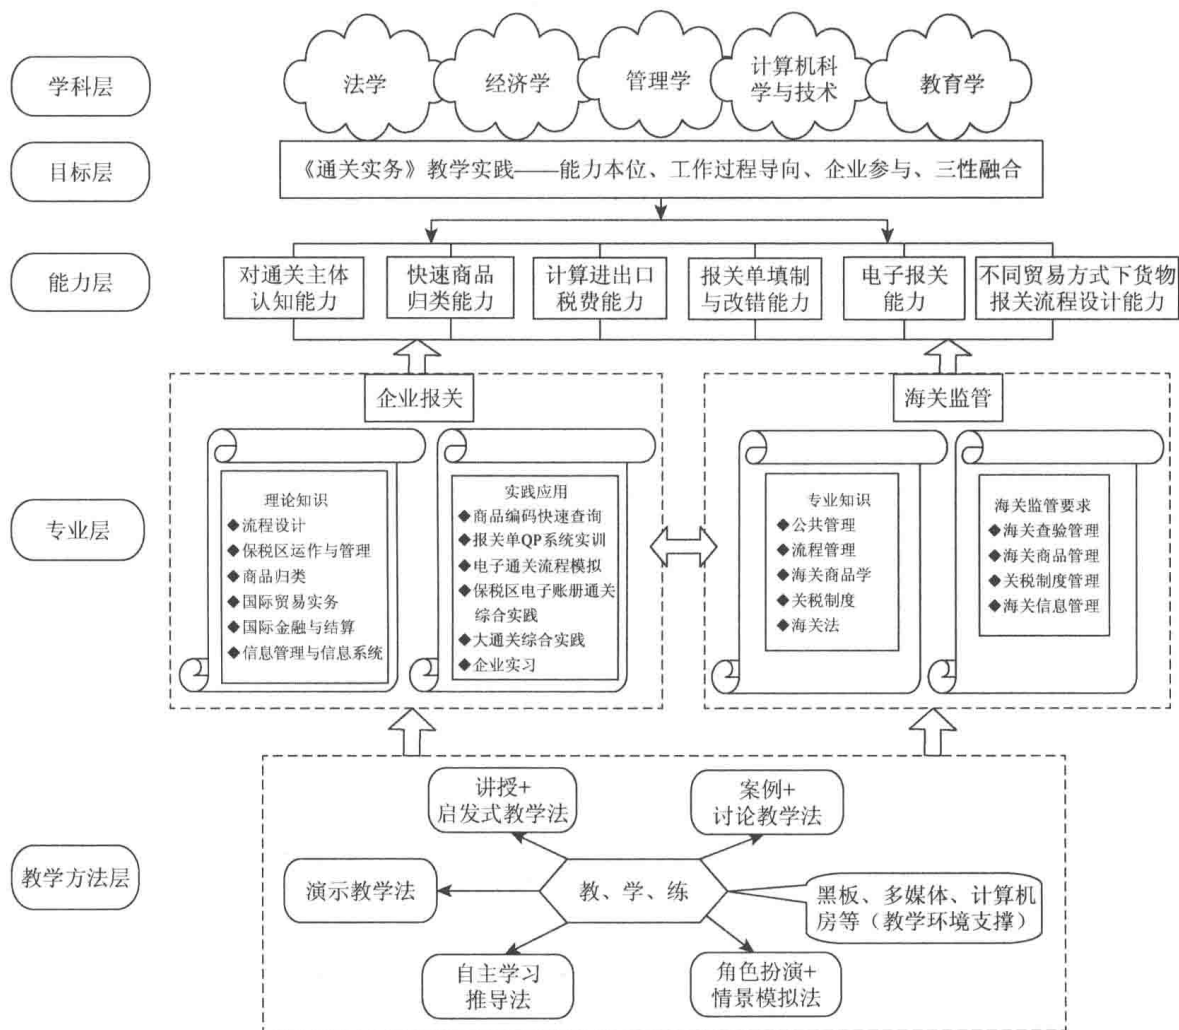 学科层
法学
经济学
管理学
计算机科
学与技术
教育学
目标层
《通关实务》教学实践——能力本位、工作过程导向、企业参与、三性融合
能力层
对通关主体
认知能力
快速商品
归类能力
计算进出口
税费能力
报关单填制
与改错能力
电子报关
能力
不同贸易方式下货物
报关流程设计能力
专业层
企业报关
理论知识
◆流程设计
◆保税区运作与管理
◆商品归类
◆国际贸易实务
◆国际金融与结算
◆信息管理与信息系统
实践应用
◆商品编码快速查询
◆报关单QP系统实训
◆电子通关流程模拟
◆保税区电子账册通关
综合实践
◆大通关综合实践
◆企业实习
海关监管
专业知识
◆公共管理
◆流程管理
◆海关商品学
◆关税制度
◆海关法
海关监管要求
◆海关查验管理
◆海关商品管理
◆关税制度管理
◆海关信息管理
教学方法层
讲授+
启发式教学法
案例+
讨论教学法
演示教学法
教、学、练
黑板、多媒体、计算机
房等（教学环境支撑）
自主学习
推导法
角色扮演+
情景模拟法